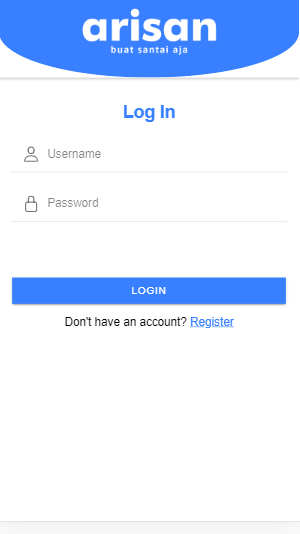 arisan
buat santai aja
Log In
Username
Password
LOGIN
Don't have an account? Register